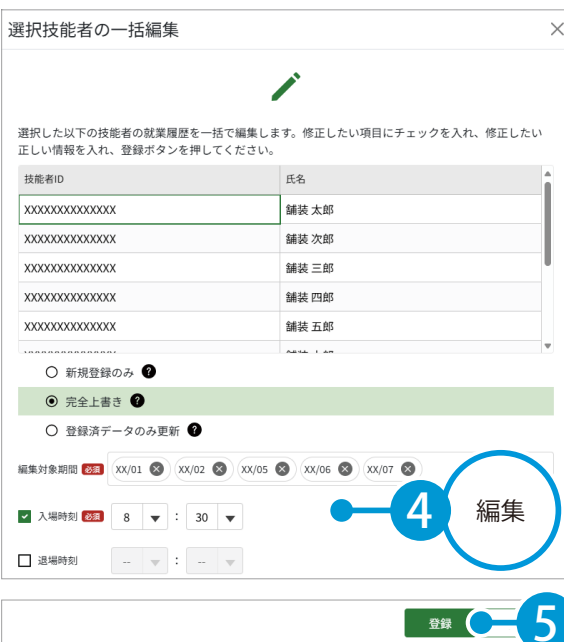 選択技能者の一括編集
選択した以下の技能者の就業履歴を一括で編集します。修正したい項目にチェックを入れ、修正したい
正しい情報を入れ、登録ボタンを押してください。
技能者ID 氏名
XXXXXXXXXXXXXX 舗装 太郎
XXXXXXXXXXXXXX 舗装 次郎
XXXXXXXXXXXXXX 舗装 三郎
XXXXXXXXXXXXXX 舗装 四郎
XXXXXXXXXXXXXX 舗装 五郎
新規登録のみ ?
完全上書き ?
登録済データのみ更新 ?
編集対象期間 必須 XX/01 XX/02 XX/05 XX/06 XX/07
入場時刻 必須 8 : 30
4 編集
退場時刻 -- : --
登録 5